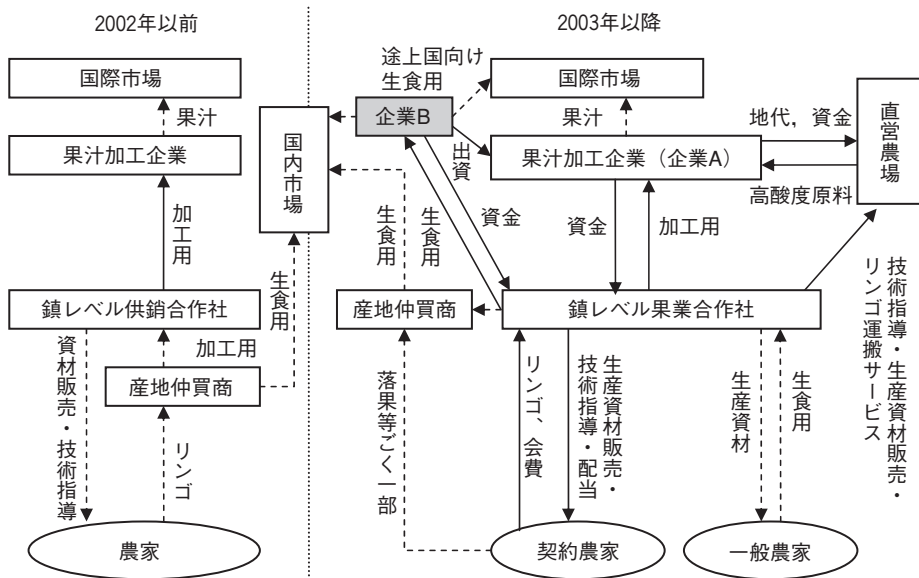 2002年以前
国際市場
果汁
果汁加工企業
加工用
鎮レベル供銷合作社
加工用
産地仲買商
資材販売・技術指導
リンゴ
農家
国内市場
生食用
2003年以降
途上国向け
生食用
国際市場
企業B
果汁
出資
果汁加工企業（企業A）
地代，資金
高酸度原料
直営農場
資金
資金
加工用
生食用
生食用
産地仲買商
鎮レベル果業合作社
技術指導・生産資材販売・
リンゴ運搬サービス
落果等ごく一部
リンゴ、会費
生産資材販売・
技術指導・配当
生産資材
生食用
契約農家
一般農家